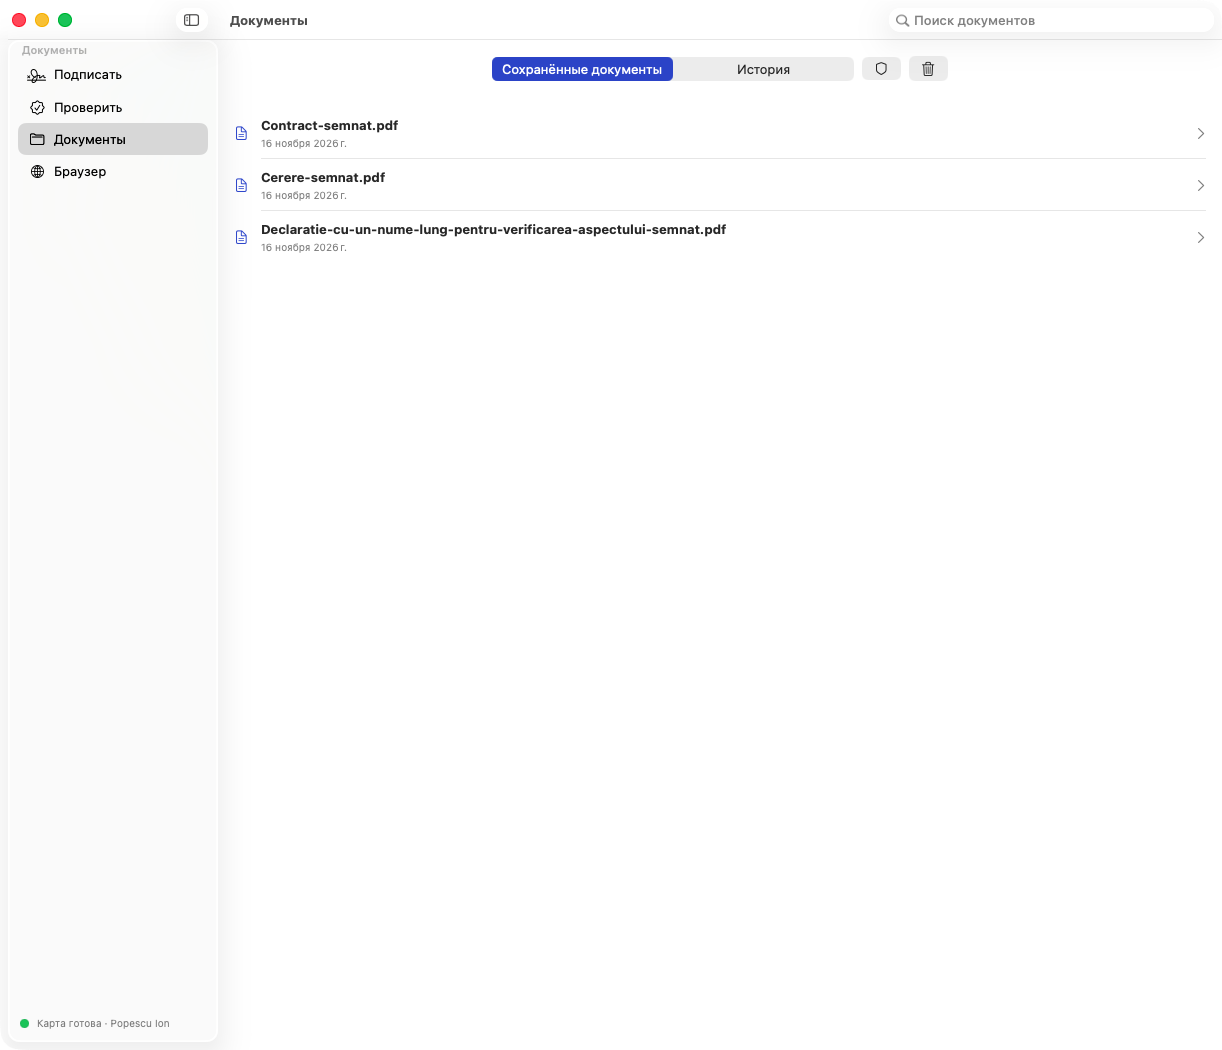 Документы
Поиск документов
Документы
Подписать
Проверить
Документы
Браузер
Сохранённые документы
История
Contract-semnat.pdf
16 ноября 2026 г.
Cerere-semnat.pdf
16 ноября 2026 г.
Declaratie-cu-un-nume-lung-pentru-verificarea-aspectului-semnat.pdf
16 ноября 2026 г.
Карта готова · Popescu Ion